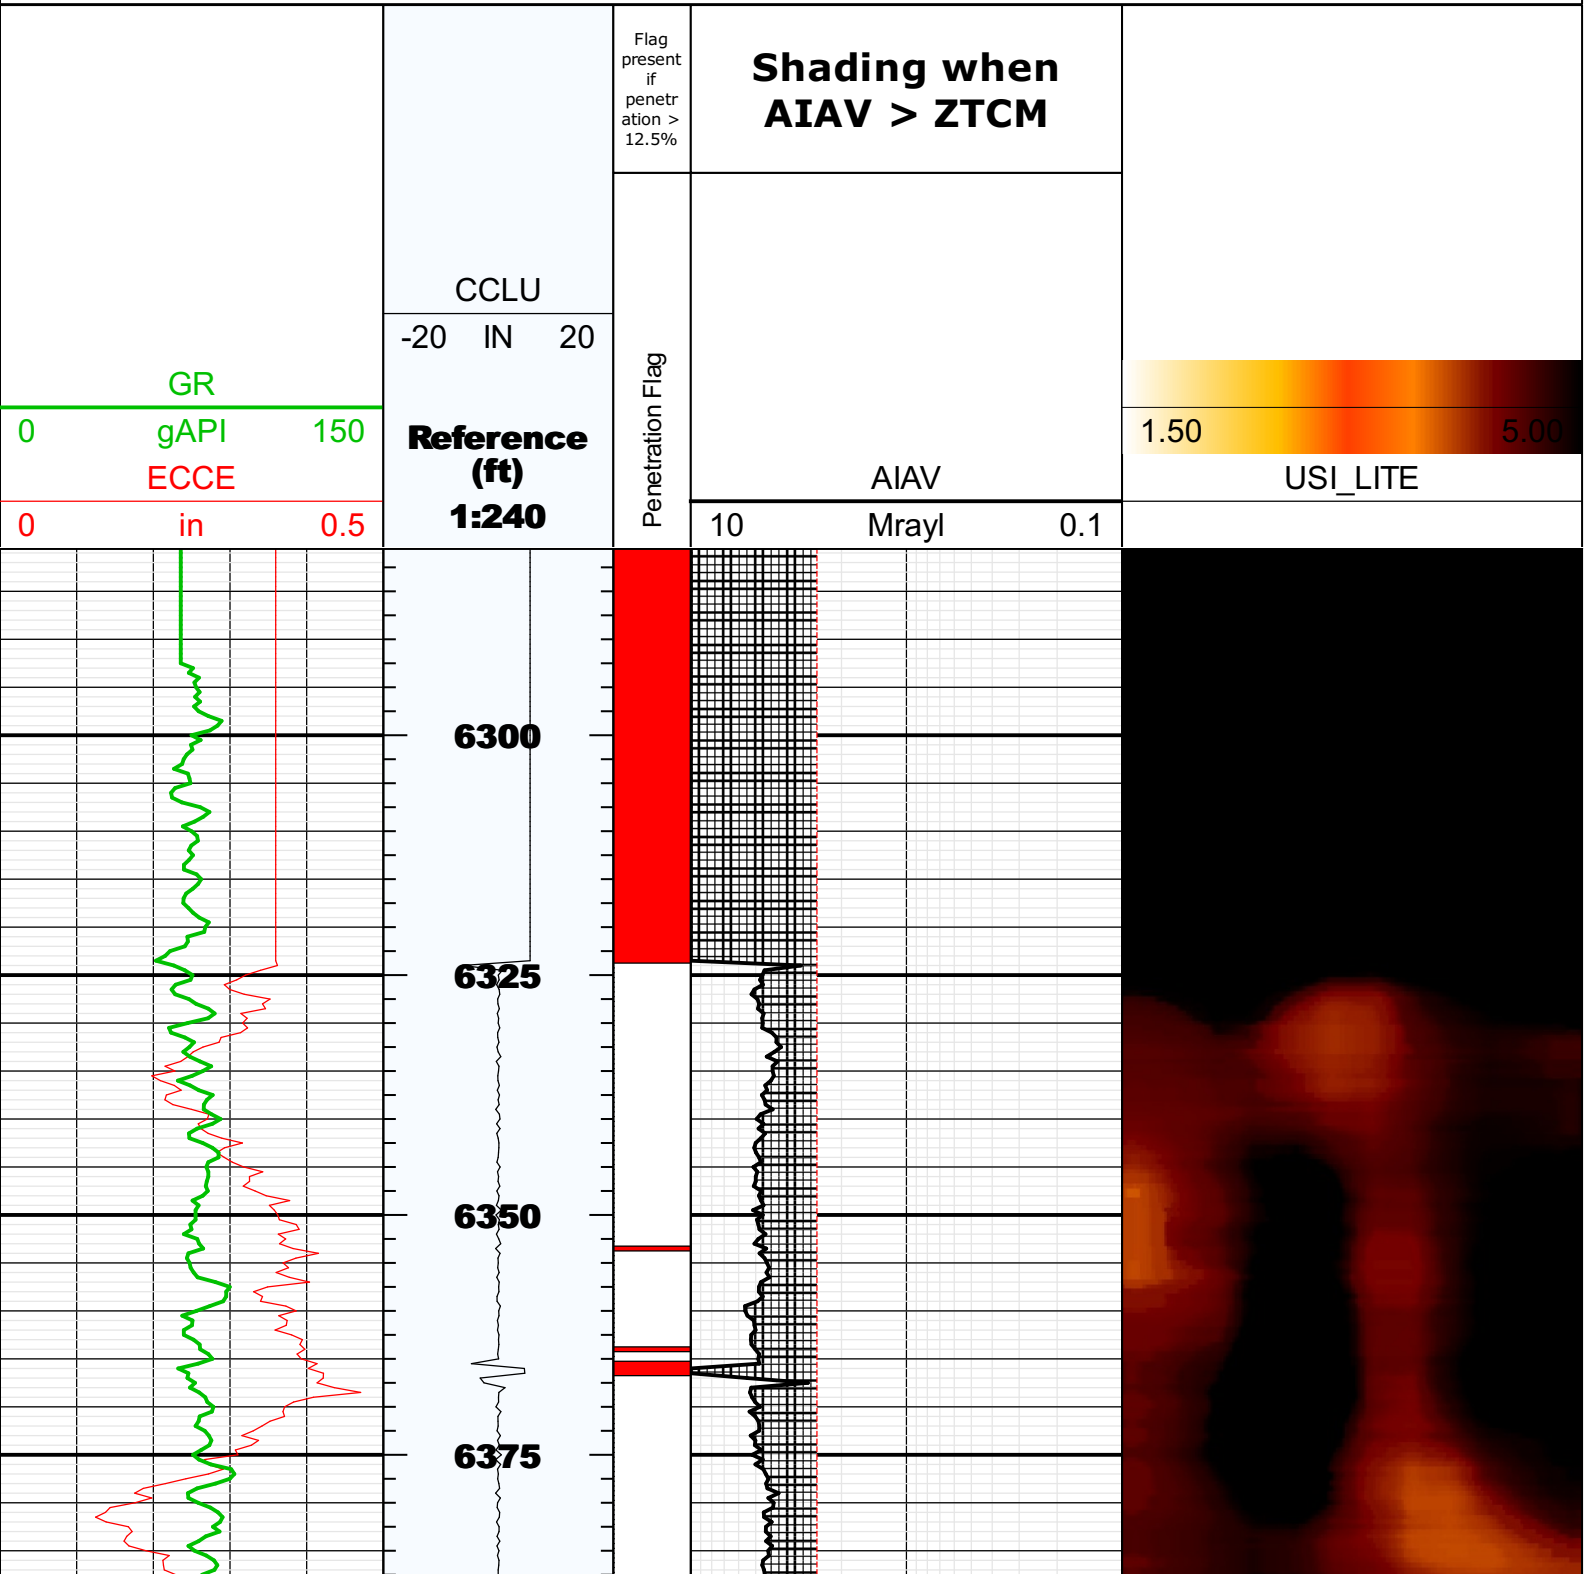 Flag
present
if
penetr
ation >
12.5%
Shading when
AIAV > ZTCM
CCLU
-20 IN 20
GR
0 gAPI 150
ECCE
0 in 0.5
Reference
(ft)
1:240
Penetration Flag
AIAV
10 Mrayl 0.1
1.50 5.00
USI_LITE
6300
6325
6350
6375